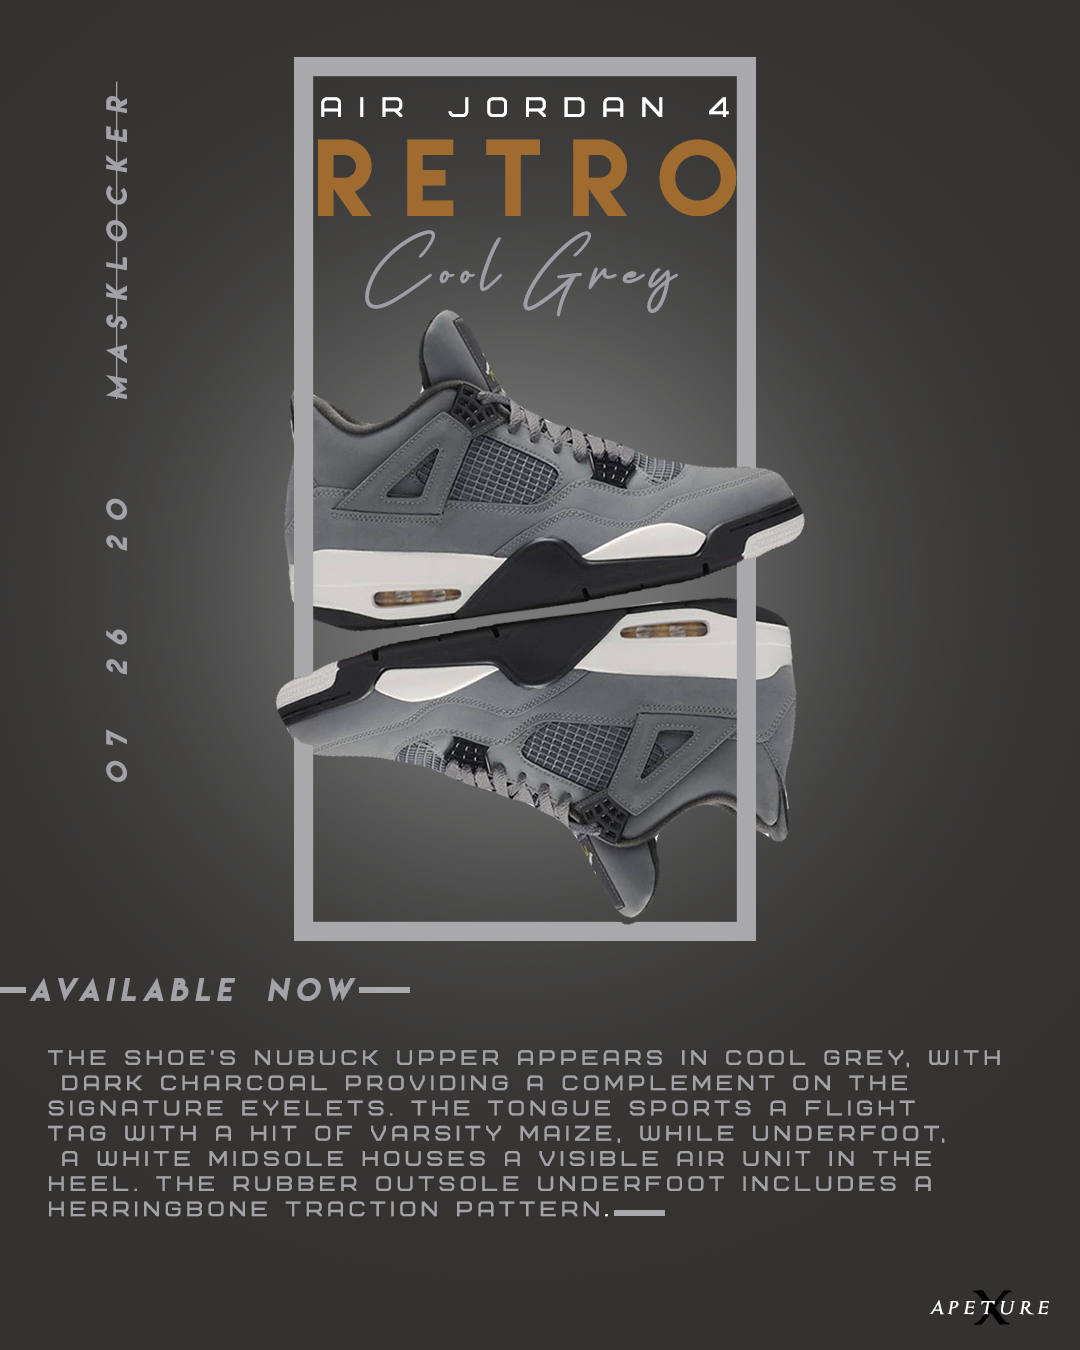 AIR JORDAN 4
RETRO
Cool Grey
MASKLOCKER
07 26 20
AVAILABLE NOW
THE SHOE'S NUBUCK UPPER APPEARS IN COOL GREY, WITH
DARK CHARCOAL PROVIDING A COMPLEMENT ON THE
SIGNATURE EYELETS. THE TONGUE SPORTS A FLIGHT
TAG WITH A HIT OF VARSITY MAIZE, WHILE UNDERFOOT,
A WHITE MIDSOLE HOUSES A VISIBLE AIR UNIT IN THE
HEEL. THE RUBBER OUTSOLE UNDERFOOT INCLUDES A
HERRINGBONE TRACTION PATTERN.
X
APETURE